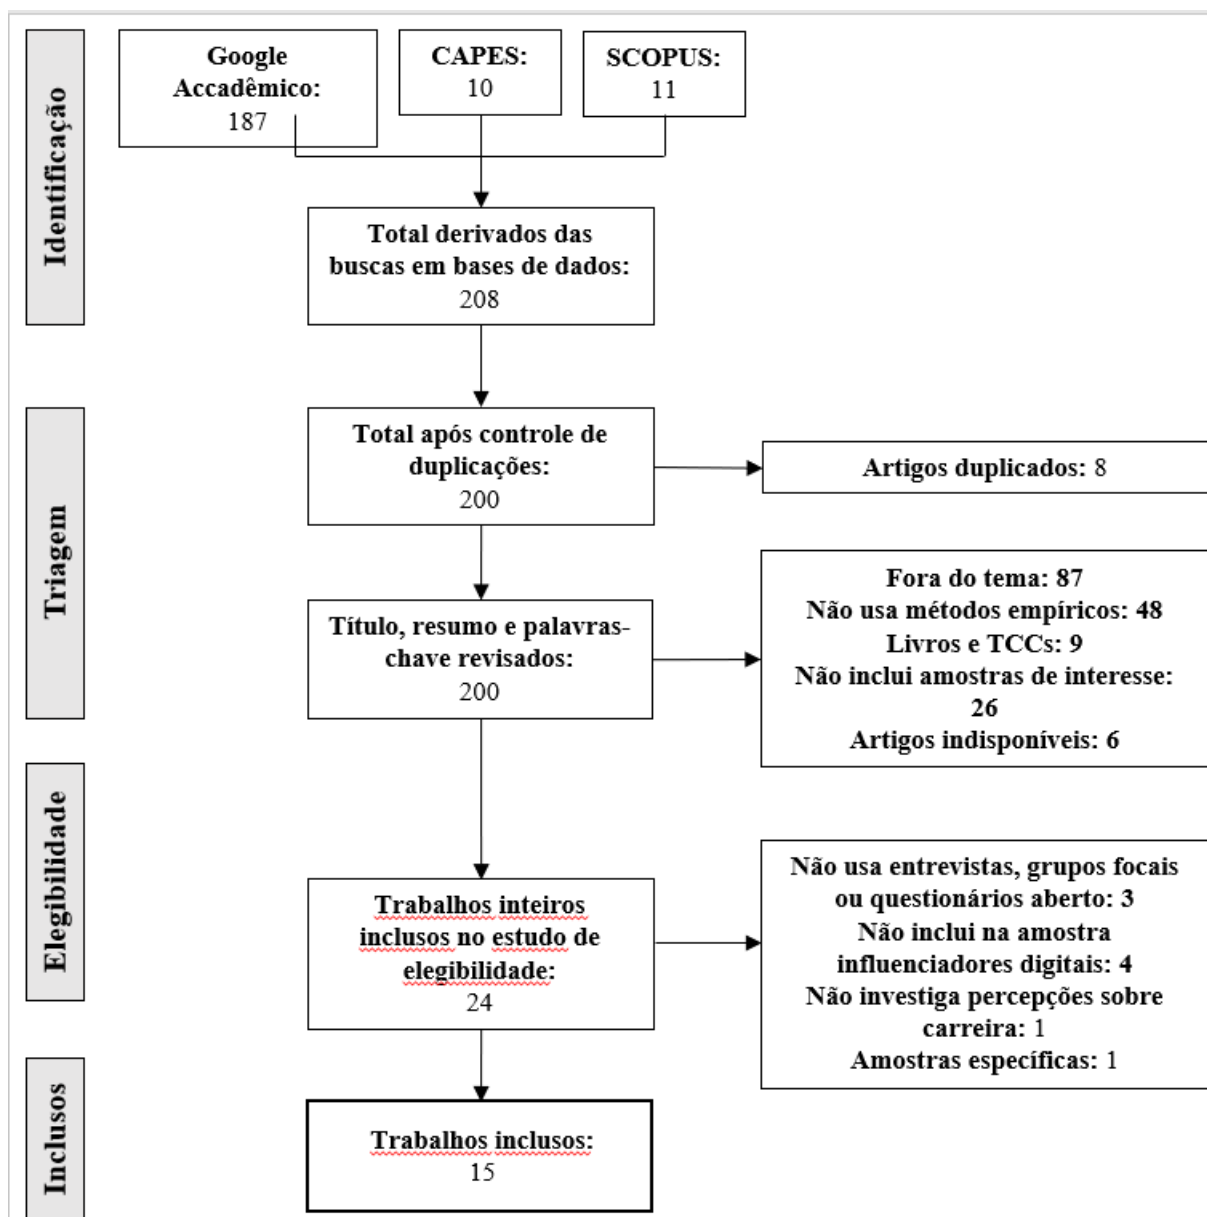 Identificação
Google
Accadêmico:
187
CAPES:
10
SCOPUS:
11
Total derivados das
buscas em bases de dados:
208
Triagem
Total após controle de
duplicações:
200
Artigos duplicados: 8
Título, resumo e palavras-
chave revisados:
200
Fora do tema: 87
Não usa métodos empíricos: 48
Livros e TCCs: 9
Não inclui amostras de interesse:
26
Artigos indisponíveis: 6
Elegibilidade
Trabalhos inteiros
inclusos no estudo de
elegibilidade:
24
Não usa entrevistas, grupos focais
ou questionários aberto: 3
Não inclui na amostra
influenciadores digitais: 4
Não investiga percepções sobre
carreira: 1
Amostras específicas: 1
Inclusos
Trabalhos inclusos:
15